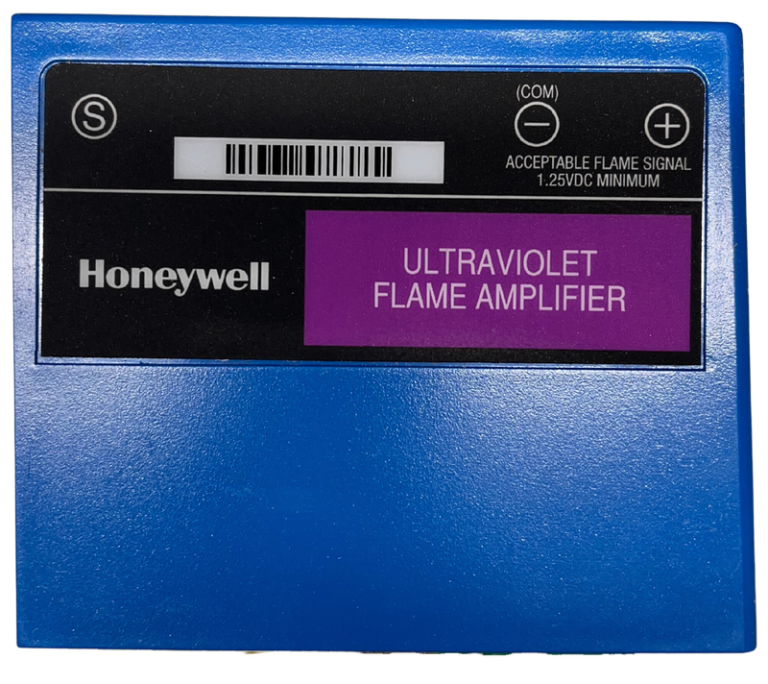 S
(COM)
− +
ACCEPTABLE FLAME SIGNAL
1.25VDC MINIMUM
Honeywell
ULTRAVIOLET
FLAME AMPLIFIER